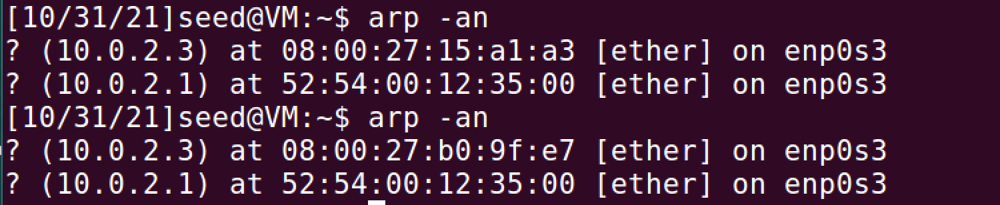 [10/31/21]seed@VM:~$ arp -an
? (10.0.2.3) at 08:00:27:15:a1:a3 [ether] on enp0s3
? (10.0.2.1) at 52:54:00:12:35:00 [ether] on enp0s3
[10/31/21]seed@VM:~$ arp -an
? (10.0.2.3) at 08:00:27:b0:9f:e7 [ether] on enp0s3
? (10.0.2.1) at 52:54:00:12:35:00 [ether] on enp0s3